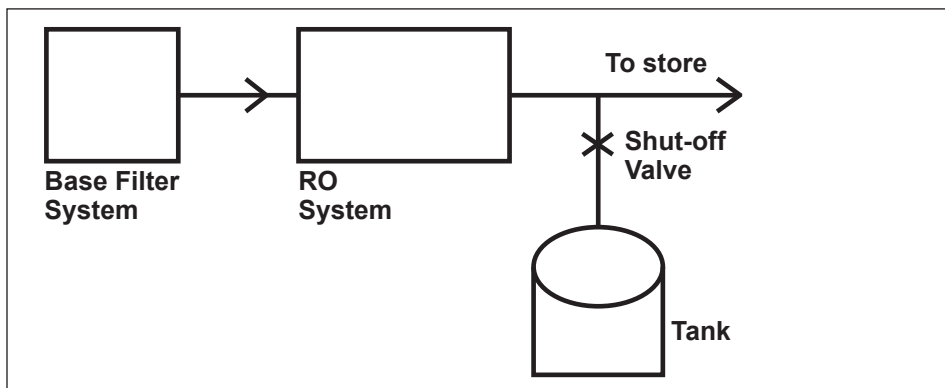 To store
Shut-off
Valve
Base Filter
System
RO
System
Tank